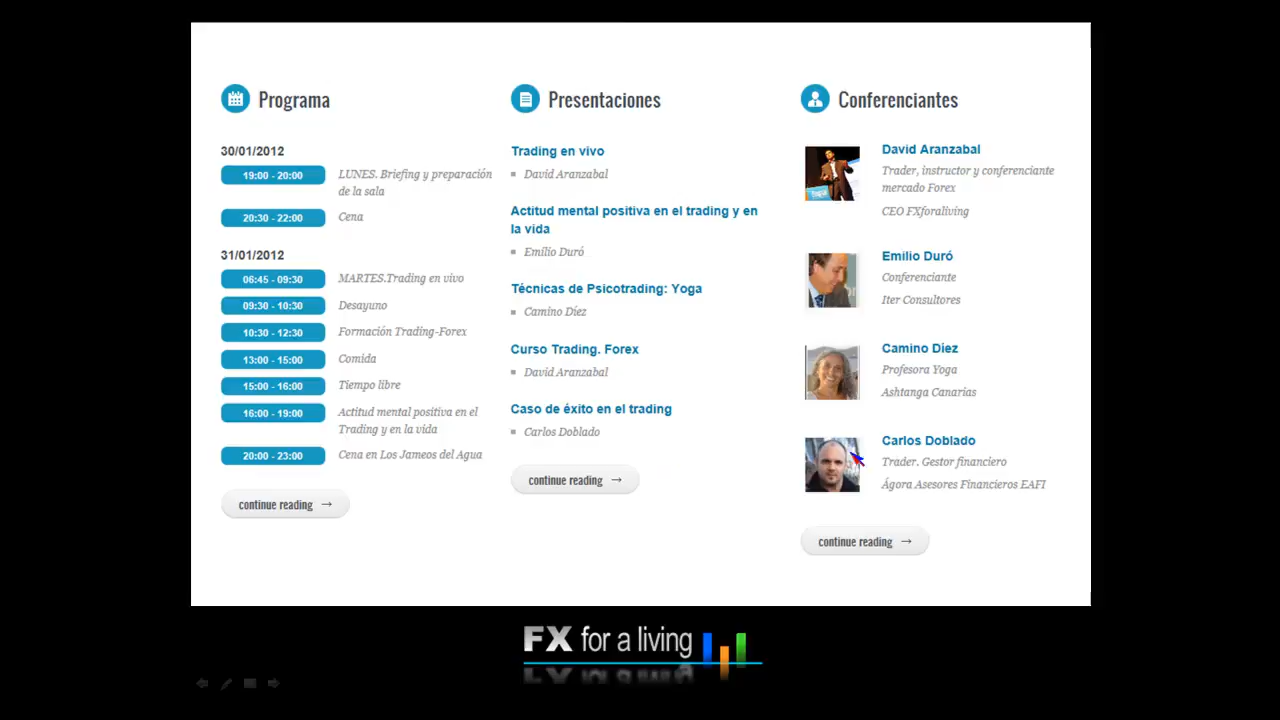 Programa
30/01/2012
19:00 - 20:00 LUNES. Briefing y preparación
de la sala
20:30 - 22:00 Cena
31/01/2012
06:45 - 09:30 MARTES.Trading en vivo
09:30 - 10:30 Desayuno
10:30 - 12:30 Formación Trading-Forex
13:00 - 15:00 Comida
15:00 - 16:00 Tiempo libre
16:00 - 19:00 Actitud mental positiva en el
Trading y en la vida
20:00 - 23:00 Cena en Los Jameos del Agua
continue reading →
Presentaciones
Trading en vivo
David Aranzabal
Actitud mental positiva en el trading y en
la vida
Emilio Duró
Técnicas de Psicotrading: Yoga
Camino Díez
Curso Trading. Forex
David Aranzabal
Caso de éxito en el trading
Carlos Doblado
continue reading →
Conferenciantes
David Aranzabal
Trader, instructor y conferenciante
mercado Forex
CEO FXforaliving
Emilio Duró
Conferenciante
Iter Consultores
Camino Díez
Profesora Yoga
Ashtanga Canarias
Carlos Doblado
Trader. Gestor financiero
Ágora Asesores Financieros EAFI
continue reading →
FX for a living